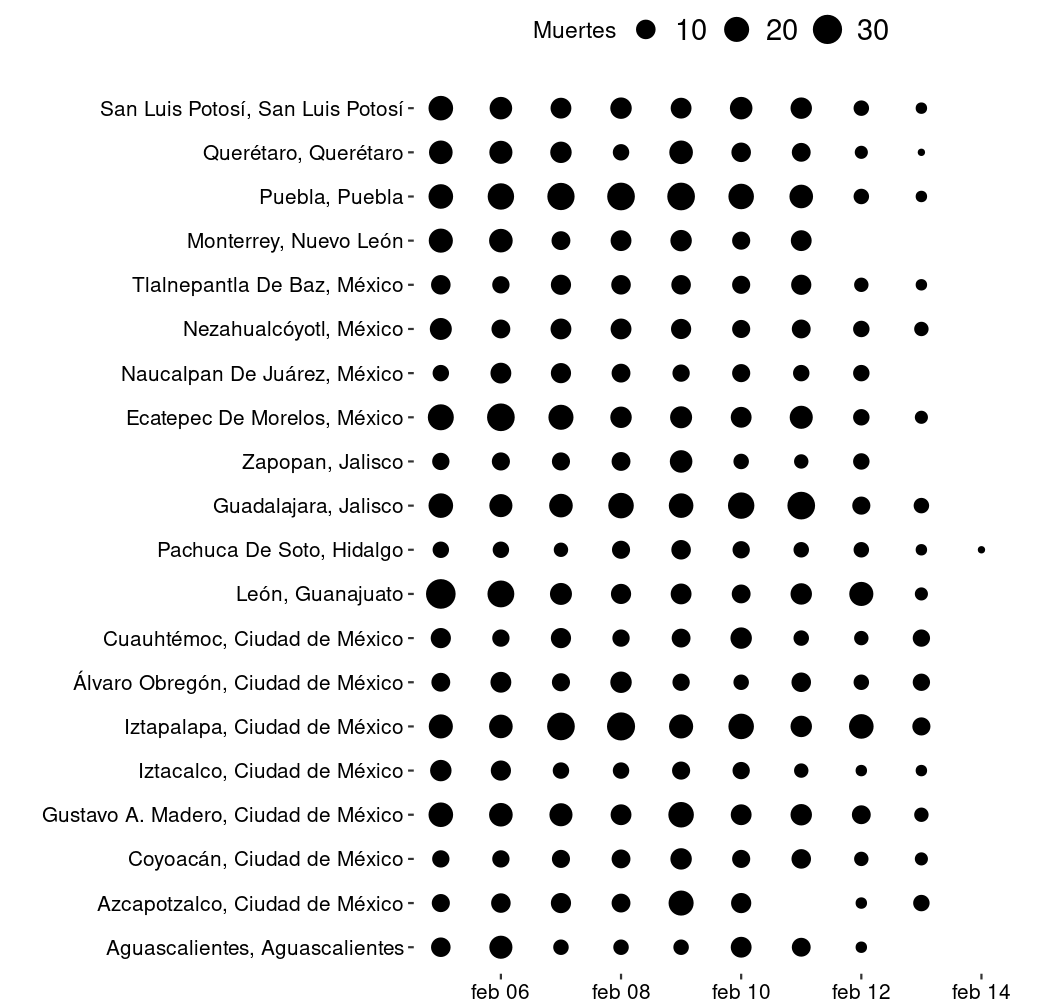 Muertes 10 20 30
San Luis Potosí, San Luis Potosí
Querétaro, Querétaro
Puebla, Puebla
Monterrey, Nuevo León
Tlalnepantla De Baz, México
Nezahualcóyotl, México
Naucalpan De Juárez, México
Ecatepec De Morelos, México
Zapopan, Jalisco
Guadalajara, Jalisco
Pachuca De Soto, Hidalgo
León, Guanajuato
Cuauhtémoc, Ciudad de México
Álvaro Obregón, Ciudad de México
Iztapalapa, Ciudad de México
Iztacalco, Ciudad de México
Gustavo A. Madero, Ciudad de México
Coyoacán, Ciudad de México
Azcapotzalco, Ciudad de México
Aguascalientes, Aguascalientes
feb 06 feb 08 feb 10 feb 12 feb 14